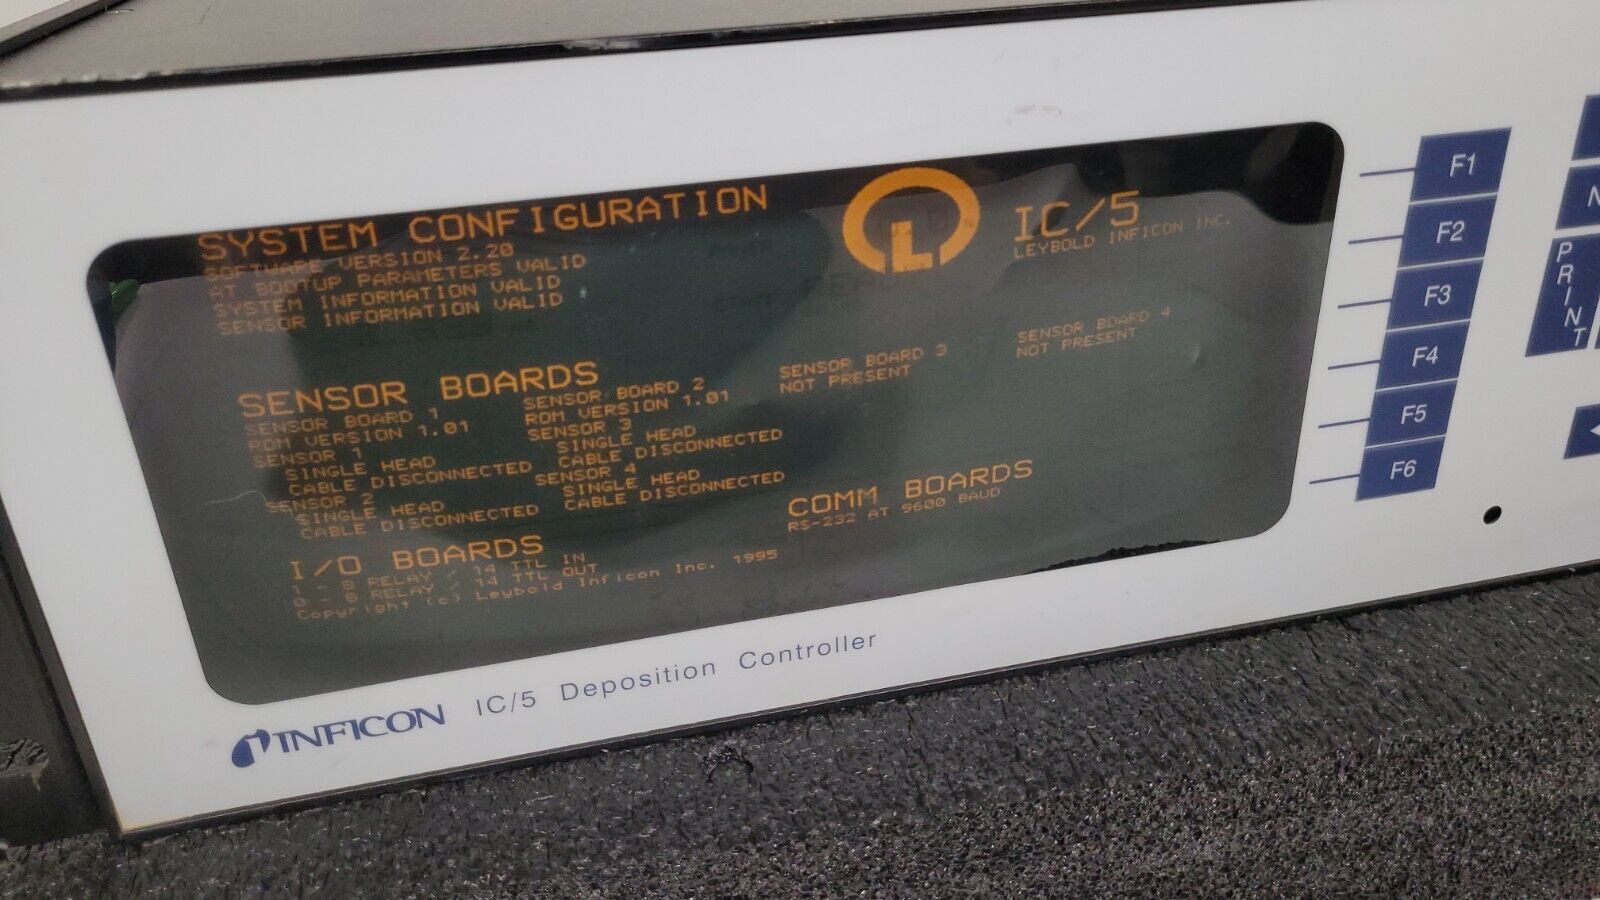 SYSTEM CONFIGURATION
SOFTWARE VERSION 2.20
AT BOOTUP PARAMETERS VALID
SYSTEM INFORMATION VALID
SENSOR INFORMATION VALID
L
IC/5
LEYBOLD INFICON INC.
SENSOR BOARDS
SENSOR BOARD 1
ROM VERSION 1.01
SENSOR 1
SINGLE HEAD
CABLE DISCONNECTED
SENSOR 2
SINGLE HEAD
CABLE DISCONNECTED
SENSOR BOARD 2
ROM VERSION 1.01
SENSOR 3
SINGLE HEAD
CABLE DISCONNECTED
SENSOR 4
SINGLE HEAD
CABLE DISCONNECTED
SENSOR BOARD 3
NOT PRESENT
SENSOR BOARD 4
NOT PRESENT
I/O BOARDS
1 - 8 RELAY / 14 TTL IN
0 - 8 RELAY / 14 TTL OUT
Copyright (c) Leybold Inficon Inc. 1995
COMM BOARDS
RS-232 AT 9600 BAUD
INFICON IC/5 Deposition Controller
F1
F2
F3
F4
F5
F6
N
PRINT